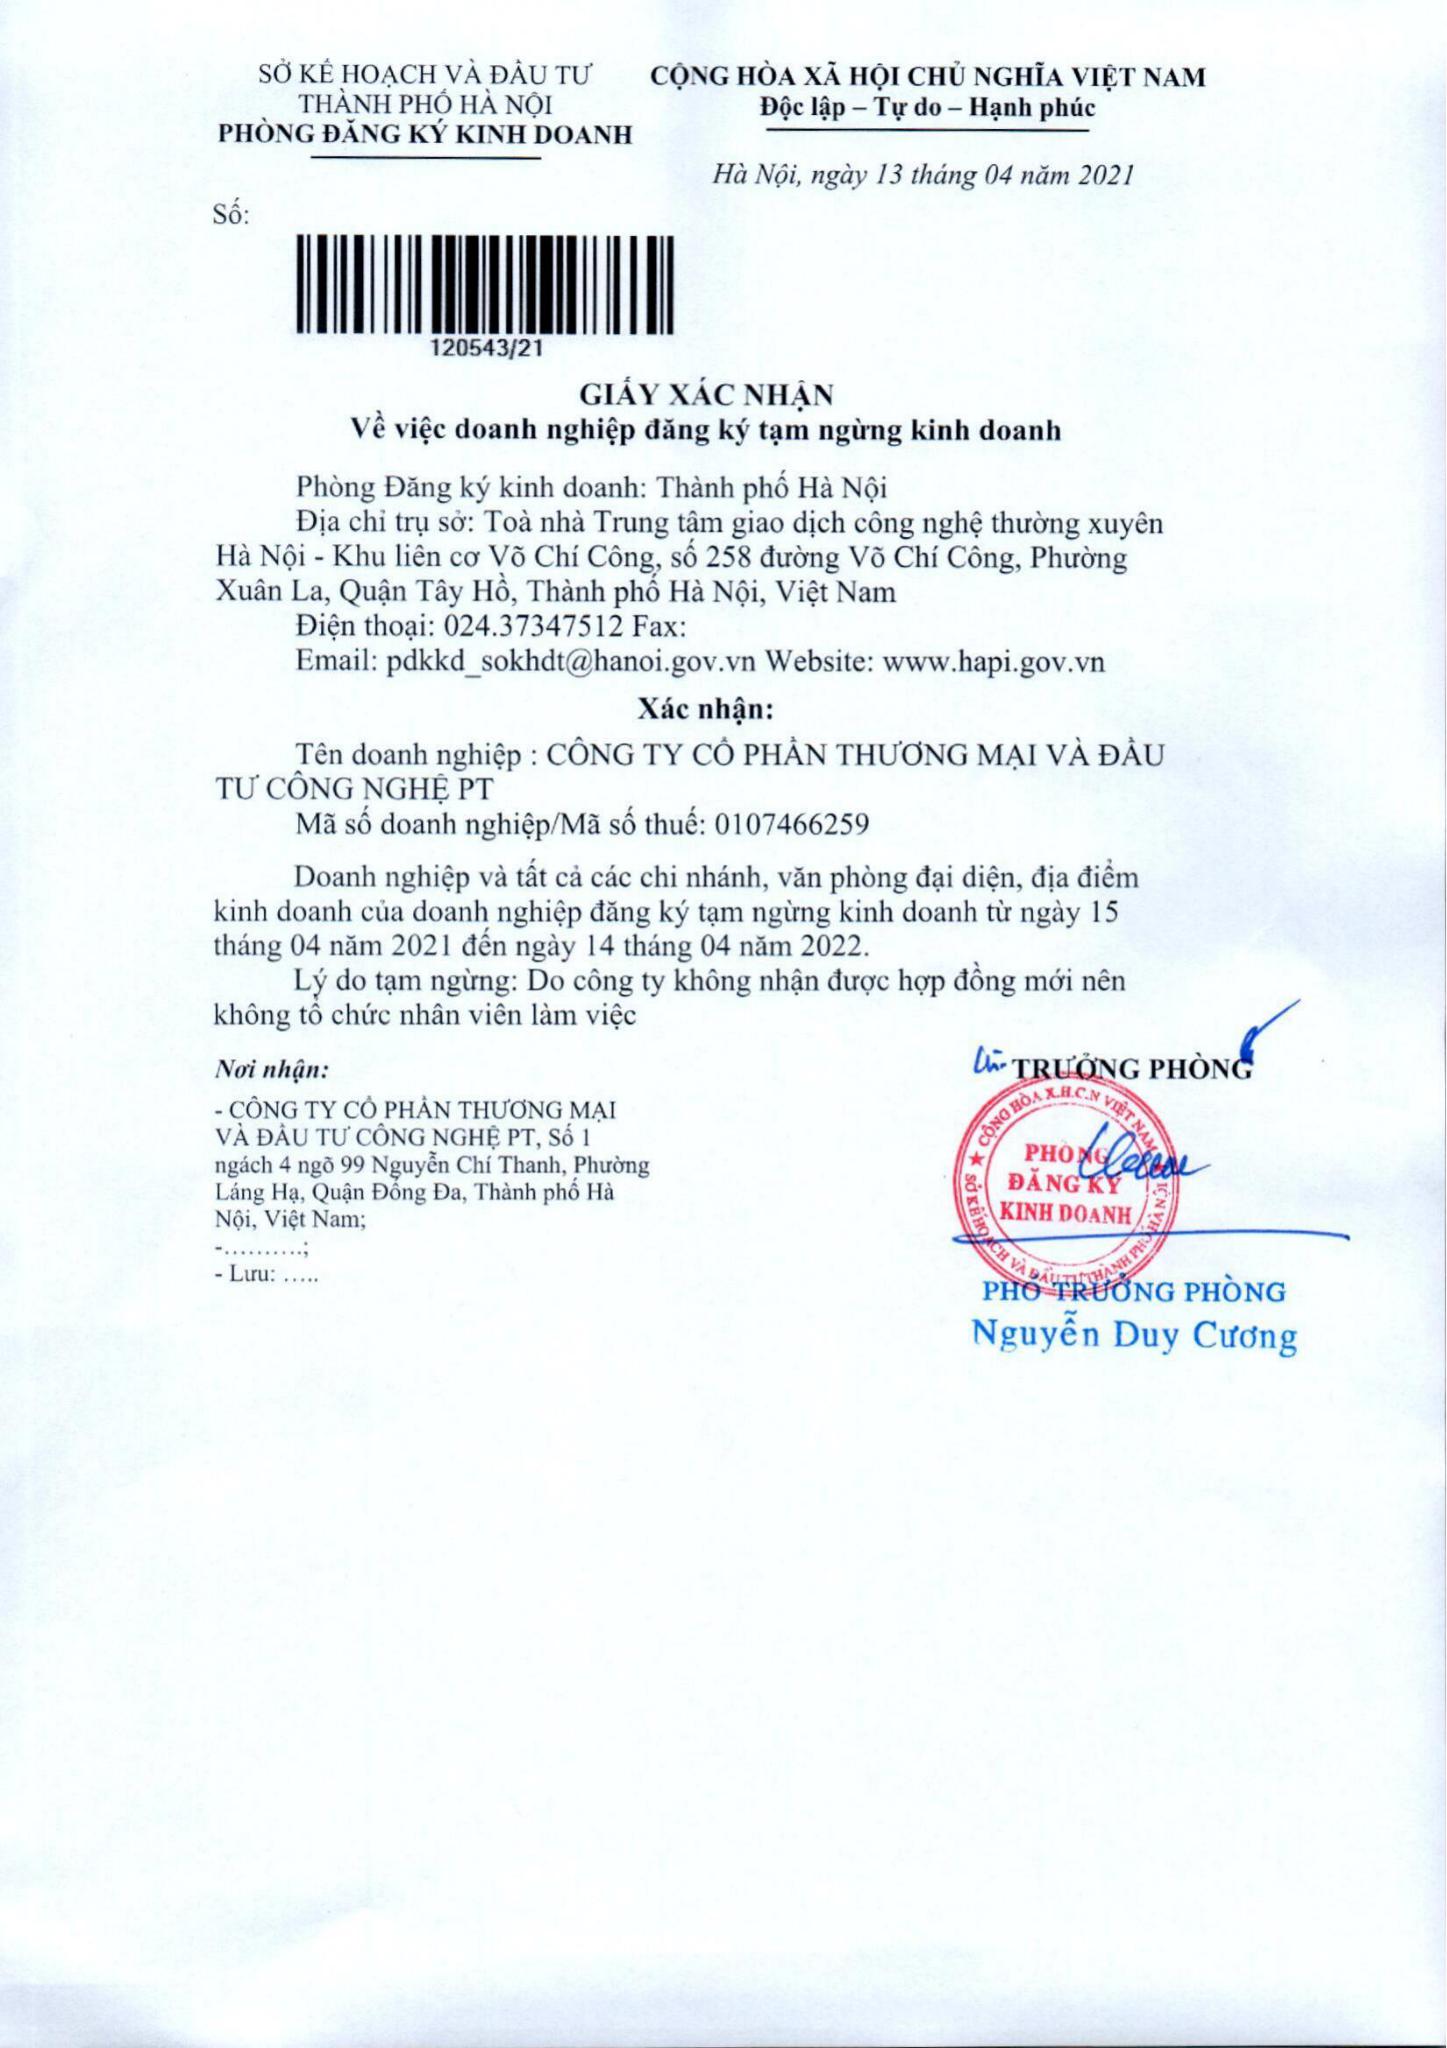 SỞ KẾ HOẠCH VÀ ĐẦU TƯ
THÀNH PHỐ HÀ NỘI
PHÒNG ĐĂNG KÝ KINH DOANH
CỘNG HÒA XÃ HỘI CHỦ NGHĨA VIỆT NAM
Độc lập – Tự do – Hạnh phúc
Hà Nội, ngày 13 tháng 04 năm 2021
Số:
120543/21
GIẤY XÁC NHẬN
Về việc doanh nghiệp đăng ký tạm ngừng kinh doanh
Phòng Đăng ký kinh doanh: Thành phố Hà Nội
Địa chỉ trụ sở: Toà nhà Trung tâm giao dịch công nghệ thường xuyên
Hà Nội - Khu liên cơ Võ Chí Công, số 258 đường Võ Chí Công, Phường
Xuân La, Quận Tây Hồ, Thành phố Hà Nội, Việt Nam
Điện thoại: 024.37347512 Fax:
Email: pdkkd_sokhdt@hanoi.gov.vn Website: www.hapi.gov.vn
Xác nhận:
Tên doanh nghiệp : CÔNG TY CỔ PHẦN THƯƠNG MẠI VÀ ĐẦU
TƯ CÔNG NGHỆ PT
Mã số doanh nghiệp/Mã số thuế: 0107466259
Doanh nghiệp và tất cả các chi nhánh, văn phòng đại diện, địa điểm
kinh doanh của doanh nghiệp đăng ký tạm ngừng kinh doanh từ ngày 15
tháng 04 năm 2021 đến ngày 14 tháng 04 năm 2022.
Lý do tạm ngừng: Do công ty không nhận được hợp đồng mới nên
không tổ chức nhân viên làm việc
Nơi nhận:
- CÔNG TY CỔ PHẦN THƯƠNG MẠI
VÀ ĐẦU TƯ CÔNG NGHỆ PT, Số 1
ngách 4 ngõ 99 Nguyễn Chí Thanh, Phường
Láng Hạ, Quận Đống Đa, Thành phố Hà
Nội, Việt Nam;
-……….;
- Lưu: …..
TRƯỞNG PHÒNG
CỘNG HÒA X.H.C.N VIỆT NAM
SỞ KẾ HOẠCH VÀ ĐẦU TƯ THÀNH PHỐ HÀ NỘI
PHÒNG
ĐĂNG KÝ
KINH DOANH
PHÓ TRƯỞNG PHÒNG
Nguyễn Duy Cương